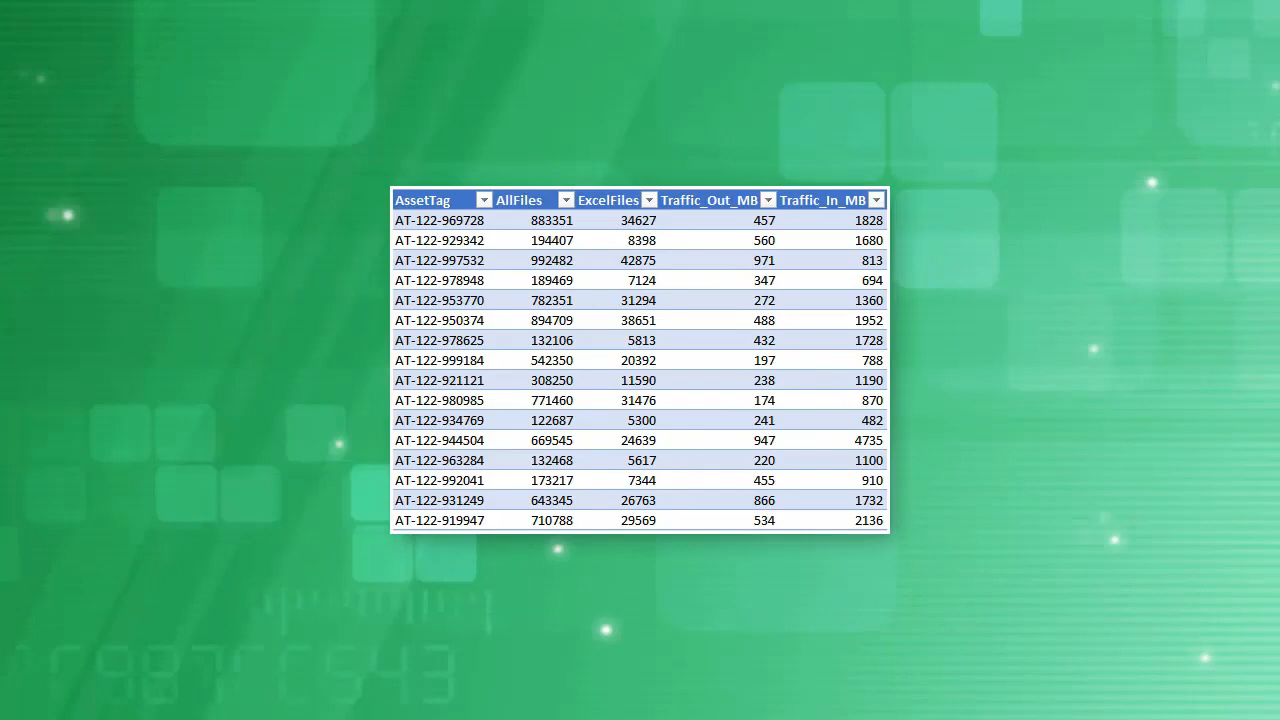 AssetTag AllFiles ExcelFiles Traffic_Out_MB Traffic_In_MB
AT-122-969728 883351 34627 457 1828
AT-122-929342 194407 8398 560 1680
AT-122-997532 992482 42875 971 813
AT-122-978948 189469 7124 347 694
AT-122-953770 782351 31294 272 1360
AT-122-950374 894709 38651 488 1952
AT-122-978625 132106 5813 432 1728
AT-122-999184 542350 20392 197 788
AT-122-921121 308250 11590 238 1190
AT-122-980985 771460 31476 174 870
AT-122-934769 122687 5300 241 482
AT-122-944504 669545 24639 947 4735
AT-122-963284 132468 5617 220 1100
AT-122-992041 173217 7344 455 910
AT-122-931249 643345 26763 866 1732
AT-122-919947 710788 29569 534 2136